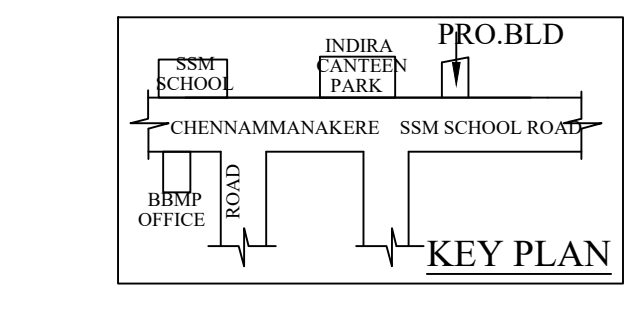 PRO.BLD
SSM
SCHOOL
INDIRA
CANTEEN
PARK
CHENNAMMANAKERE SSM SCHOOL ROAD
BBMP
OFFICE
ROAD
KEY PLAN